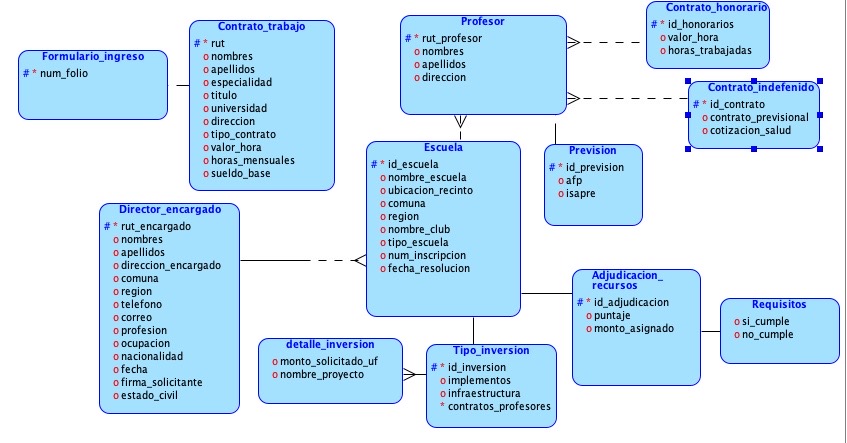 Formulario_ingreso
# * num_folio
Contrato_trabajo
# * rut
o nombres
o apellidos
o especialidad
o titulo
o universidad
o direccion
o tipo_contrato
o valor_hora
o horas_mensuales
o sueldo_base
Profesor
# * rut_profesor
o nombres
o apellidos
o direccion
Contrato_honorario
# * id_honorarios
o valor_hora
o horas_trabajadas
Contrato_indefenido
# * id_contrato
o contrato_previsional
o cotizacion_salud
Escuela
# * id_escuela
o nombre_escuela
o ubicacion_recinto
o comuna
o region
o nombre_club
o tipo_escuela
o num_inscripcion
o fecha_resolucion
Prevision
# * id_prevision
o afp
o isapre
Director_encargado
# * rut_encargado
o nombres
o apellidos
o direccion_encargado
o comuna
o region
o telefono
o correo
o profesion
o ocupacion
o nacionalidad
o fecha
o firma_solicitante
o estado_civil
Adjudicacion_
recursos
# * id_adjudicacion
o puntaje
o monto_asignado
Requisitos
o si_cumple
o no_cumple
detalle_inversion
o monto_solicitado_uf
o nombre_proyecto
Tipo_inversion
# * id_inversion
o implementos
o infraestructura
* contratos_profesores